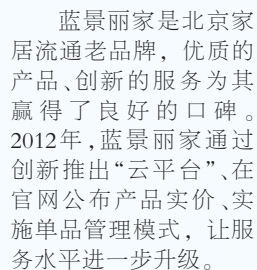 蓝景丽家是北京家
居流通老品牌，优质的
产品、创新的服务为其
赢得了良好的口碑。
2012年，蓝景丽家通过
创新推出“云平台”、在
官网公布产品实价、实
施单品管理模式，让服
务水平进一步升级。